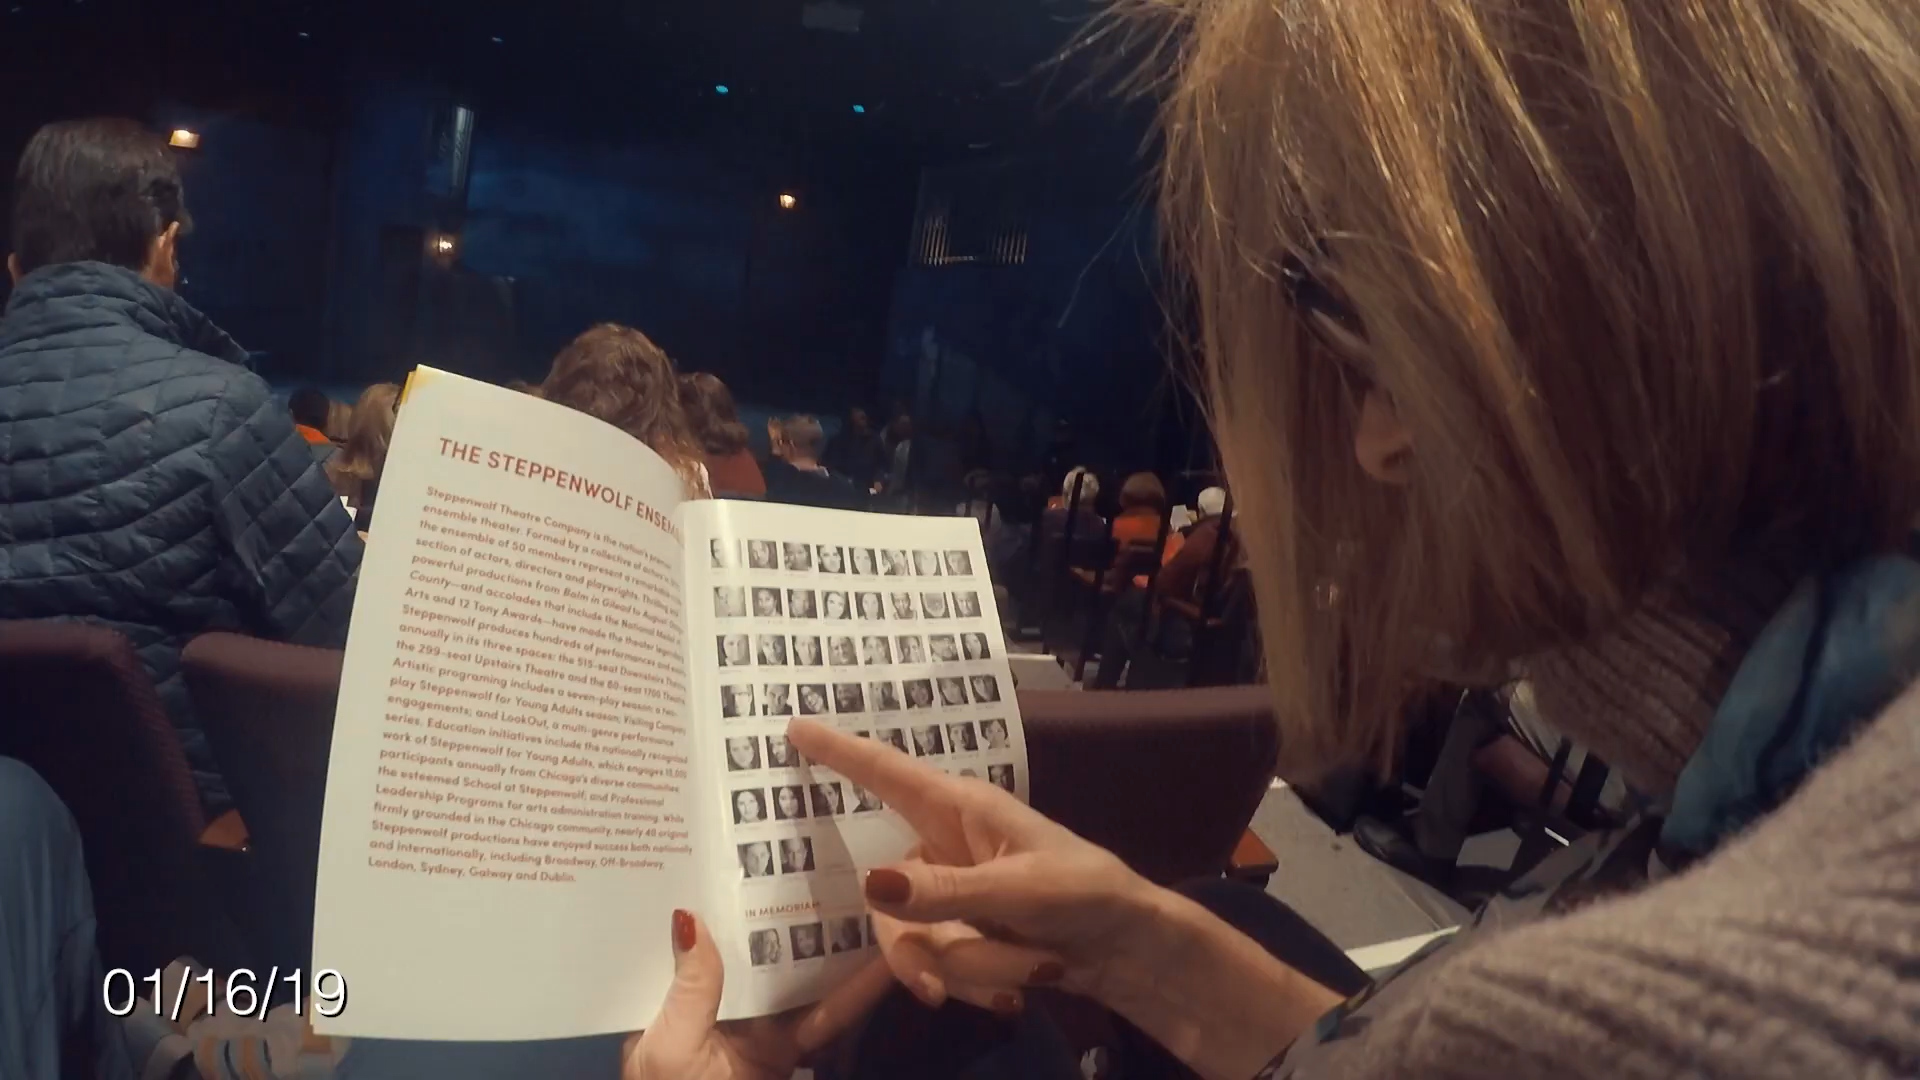 THE STEPPENWOLF ENSEM
Steppenwolf Theatre Company is the nation's premier
ensemble theater. Formed by a collective of actors in
the ensemble of 50 members represent a remarkable
section of actors, directors and playwrights. Thrilling and
powerful productions from Balm in Gilead to August: Osage
County—and accolades that include the National Medal of
Arts and 12 Tony Awards—have made the theater legendary.
Steppenwolf produces hundreds of performances and events
annually in its three spaces: the 515-seat Downstairs Theatre,
the 299-seat Upstairs Theatre and the 80-seat 1700 Theatre.
Artistic programing includes a seven-play season; a two-
play Steppenwolf for Young Adults season; Visiting Company
engagements; and LookOut, a multi-genre performance
series. Education initiatives include the nationally recognized
work of Steppenwolf for Young Adults, which engages 15,000
participants annually from Chicago's diverse communities;
the esteemed School at Steppenwolf; and Professional
Leadership Programs for arts administration training. While
firmly grounded in the Chicago community, nearly 40 original
Steppenwolf productions have enjoyed success both nationally
and internationally, including Broadway, Off-Broadway,
London, Sydney, Galway and Dublin.
IN MEMORIAM
01/16/19